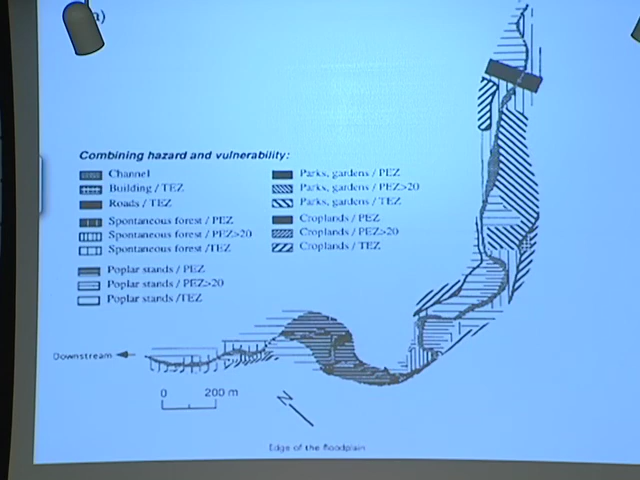 Combining hazard and vulnerability:
Channel
Building / TEZ
Roads / TEZ
Spontaneous forest / PEZ
Spontaneous forest / PEZ>20
Spontaneous forest /TEZ
Poplar stands / PEZ
Poplar stands / PEZ>20
Poplar stands /TEZ
Parks, gardens / PEZ
Parks, gardens / PEZ>20
Parks, gardens / TEZ
Croplands / PEZ
Croplands / PEZ>20
Croplands / TEZ
Downstream
0 200 m
N
Edge of the floodplain